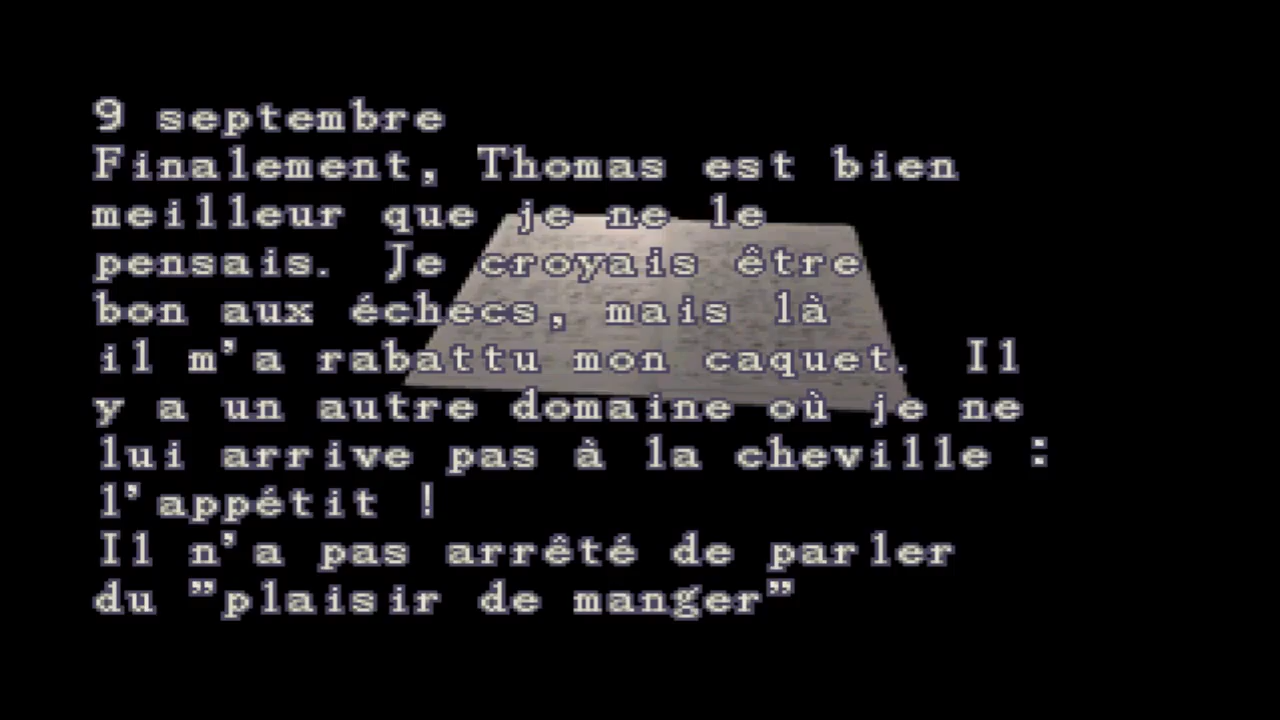 9 septembre
Finalement, Thomas est bien
meilleur que je ne le
pensais. Je croyais être
bon aux échecs, mais là
il m'a rabattu mon caquet. Il
y a un autre domaine où je ne
lui arrive pas à la cheville :
l'appétit !
Il n'a pas arrêté de parler
du "plaisir de manger"